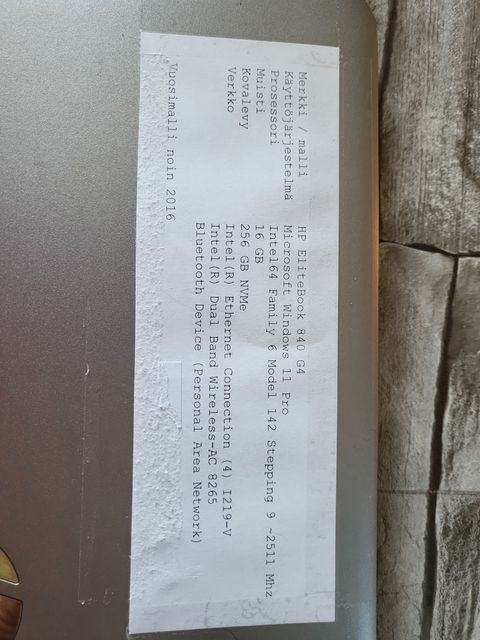 Merkki / malli HP EliteBook 840 G4
Käyttöjärjestelmä Microsoft Windows 11 Pro
Prosessori Intel64 Family 6 Model 142 Stepping 9 ~2511 Mhz
Muisti 16 GB
Kovalevy 256 GB NVMe
Verkko Intel(R) Ethernet Connection (4) I219-V
Intel(R) Dual Band Wireless-AC 8265
Bluetooth Device (Personal Area Network)
Vuosimalli noin 2016